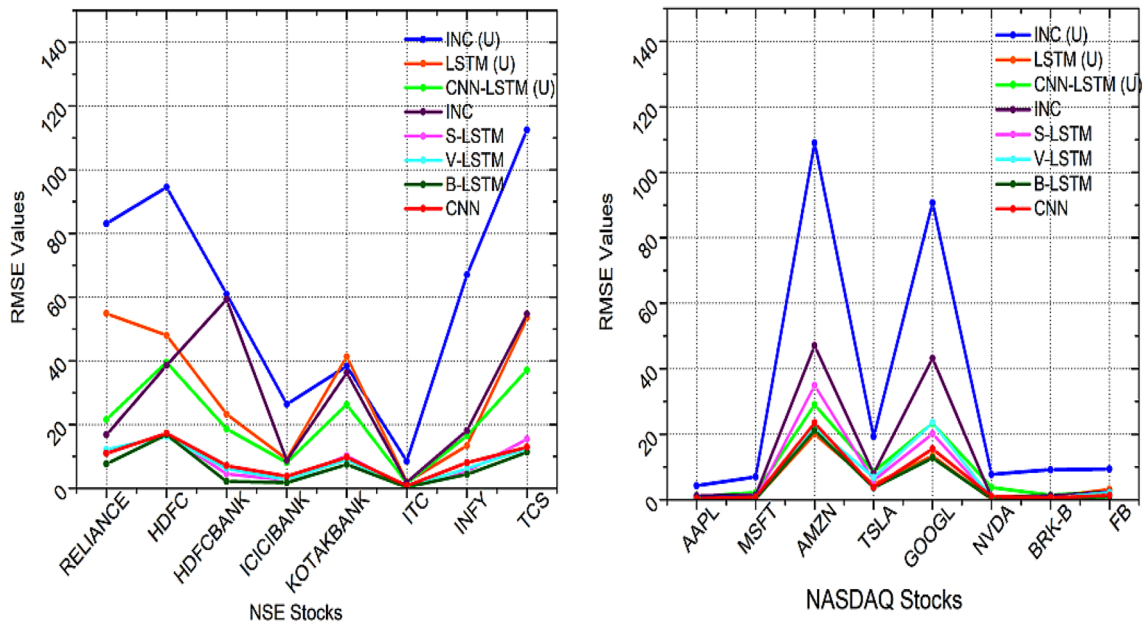 140
120
100
80
60
40
20
0
RMSE Values
INC (U)
LSTM (U)
CNN-LSTM (U)
INC
S-LSTM
V-LSTM
B-LSTM
CNN
RELIANCE
HDFC
HDFCBANK
ICICIBANK
KOTAKBANK
ITC
INFY
TCS
NSE Stocks
140
120
100
80
60
40
20
0
RMSE Values
INC (U)
LSTM (U)
CNN-LSTM (U)
INC
S-LSTM
V-LSTM
B-LSTM
CNN
AAPL
MSFT
AMZN
TSLA
GOOGL
NVDA
BRK-B
FB
NASDAQ Stocks